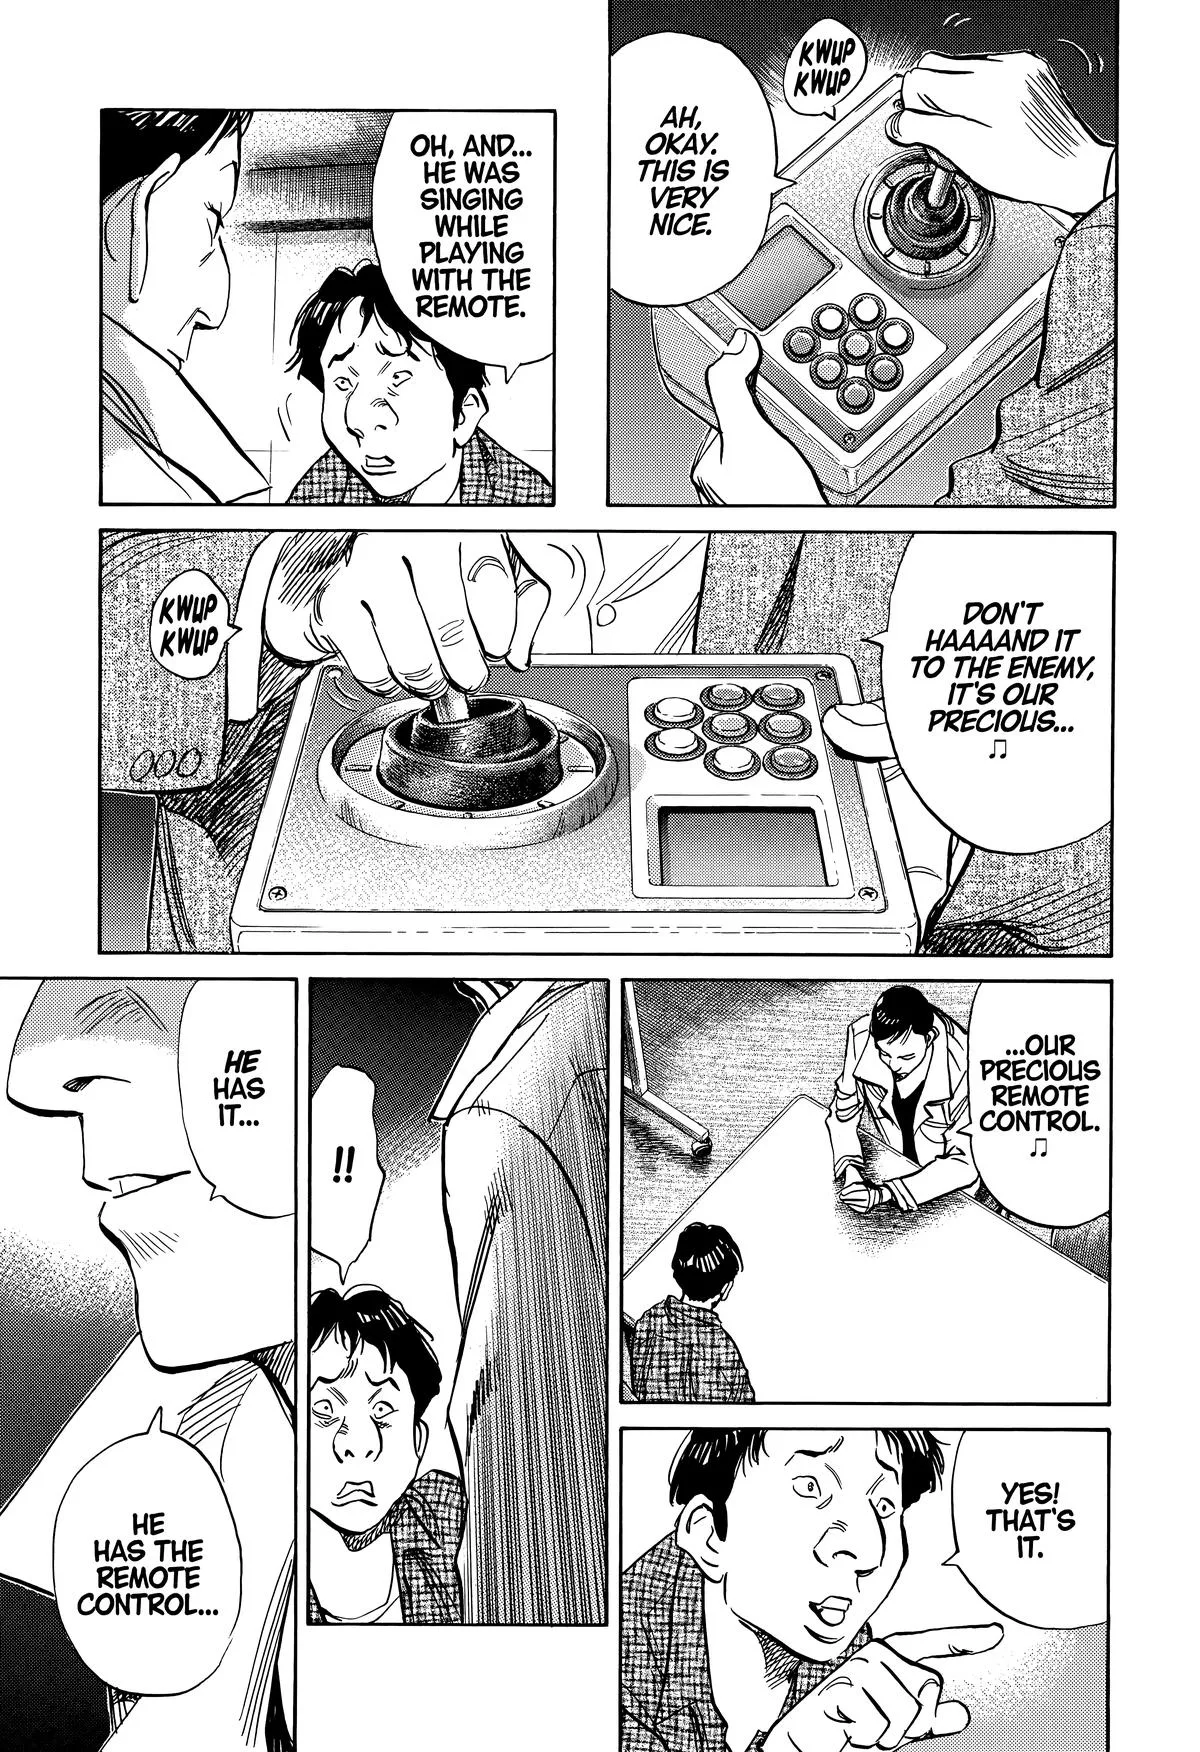 KWUP
KWUP
AH,
OKAY.
THIS IS
VERY
NICE.
OH, AND...
HE WAS
SINGING
WHILE
PLAYING
WITH THE
REMOTE.
DON'T
HAAAAND IT
TO THE ENEMY,
IT'S OUR
PRECIOUS...
♫
KWUP
KWUP
...OUR
PRECIOUS
REMOTE
CONTROL.
♫
YES!
THAT'S
IT.
!!
HE
HAS
IT...
HE
HAS THE
REMOTE
CONTROL...